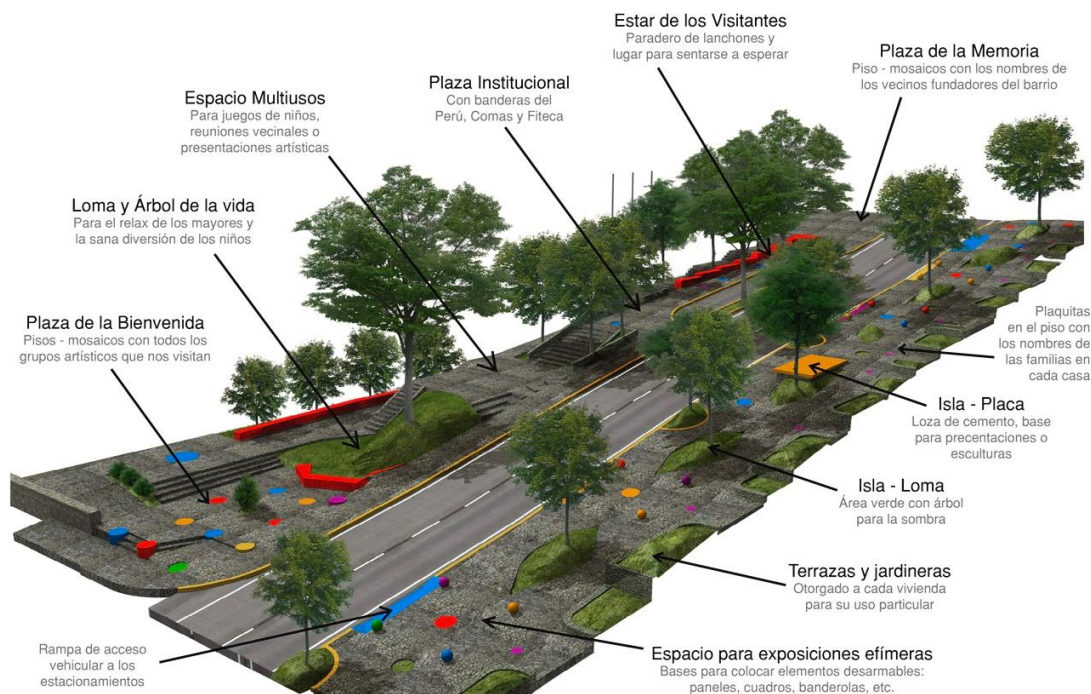 Estar de los Visitantes
Paradero de lanchones y
lugar para sentarse a esperar
Plaza de la Memoria
Piso - mosaicos con los nombres de
los vecinos fundadores del barrio
Plaza Institucional
Con banderas del
Perú, Comas y Fiteca
Espacio Multiusos
Para juegos de niños,
reuniones vecinales o
presentaciones artísticas
Loma y Árbol de la vida
Para el relax de los mayores y
la sana diversión de los niños
Plaza de la Bienvenida
Pisos - mosaicos con todos los
grupos artísticos que nos visitan
Plaquitas
en el piso con
los nombres de
las familias en
cada casa
Isla - Placa
Loza de cemento, base
para precentaciones o
esculturas
Isla - Loma
Área verde con árbol
para la sombra
Terrazas y jardineras
Otorgado a cada vivienda
para su uso particular
Rampa de acceso
vehicular a los
estacionamientos
Espacio para exposiciones efímeras
Bases para colocar elementos desarmables:
paneles, cuadros, banderolas, etc.